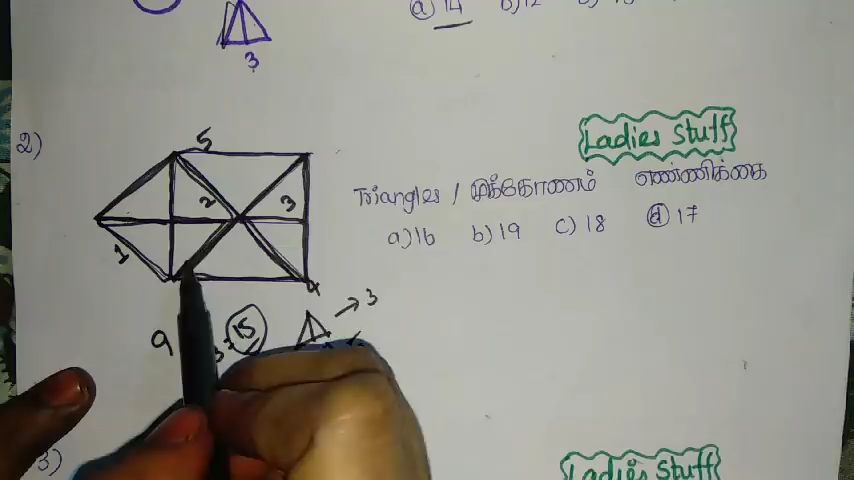 a) 14 b) 12
3
2)
Ladies Stuff
5
Triangles / முக்கோணம் எண்ணிக்கை
2 3
a) 16 b) 19 c) 18 d) 17
1
4
→ 3
9 15
3)
Ladies Stuff